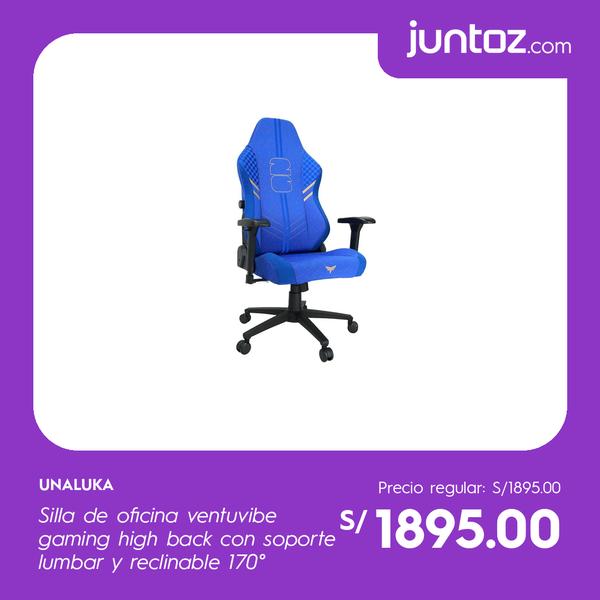 juntoz.com
UNALUKA
Precio regular: S/1895.00
Silla de oficina ventuvibe
gaming high back con soporte
lumbar y reclinable 170°
S/ 1895.00